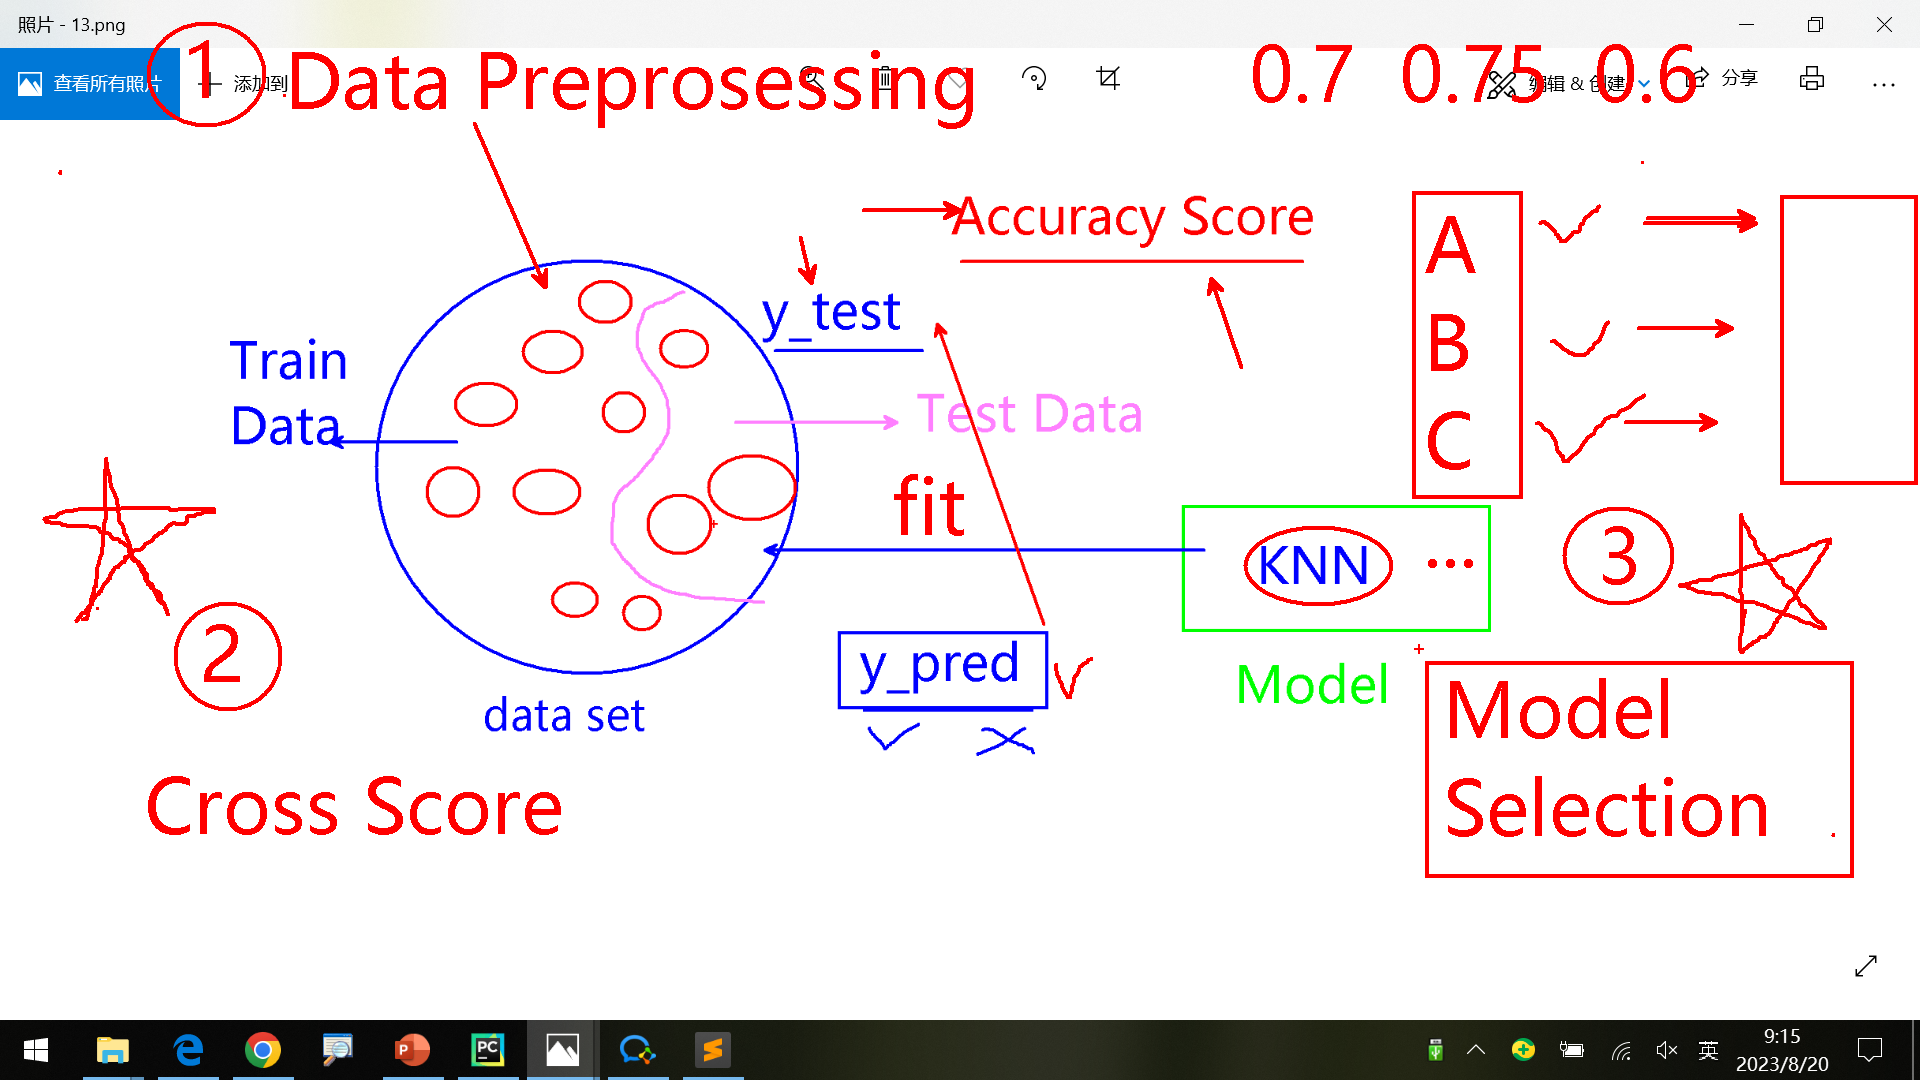 照片 - 13.png
查看所有照片
添加到
编辑 & 创建
分享
1
Data Preprosessing
0.7 0.75 0.6
Accuracy Score
y_test
Train
Data
Test Data
fit
A
B
C
KNN ...
3
2
y_pred
Model
data set
Model
Selection
Cross Score
P
PC
英
9:15
2023/8/20